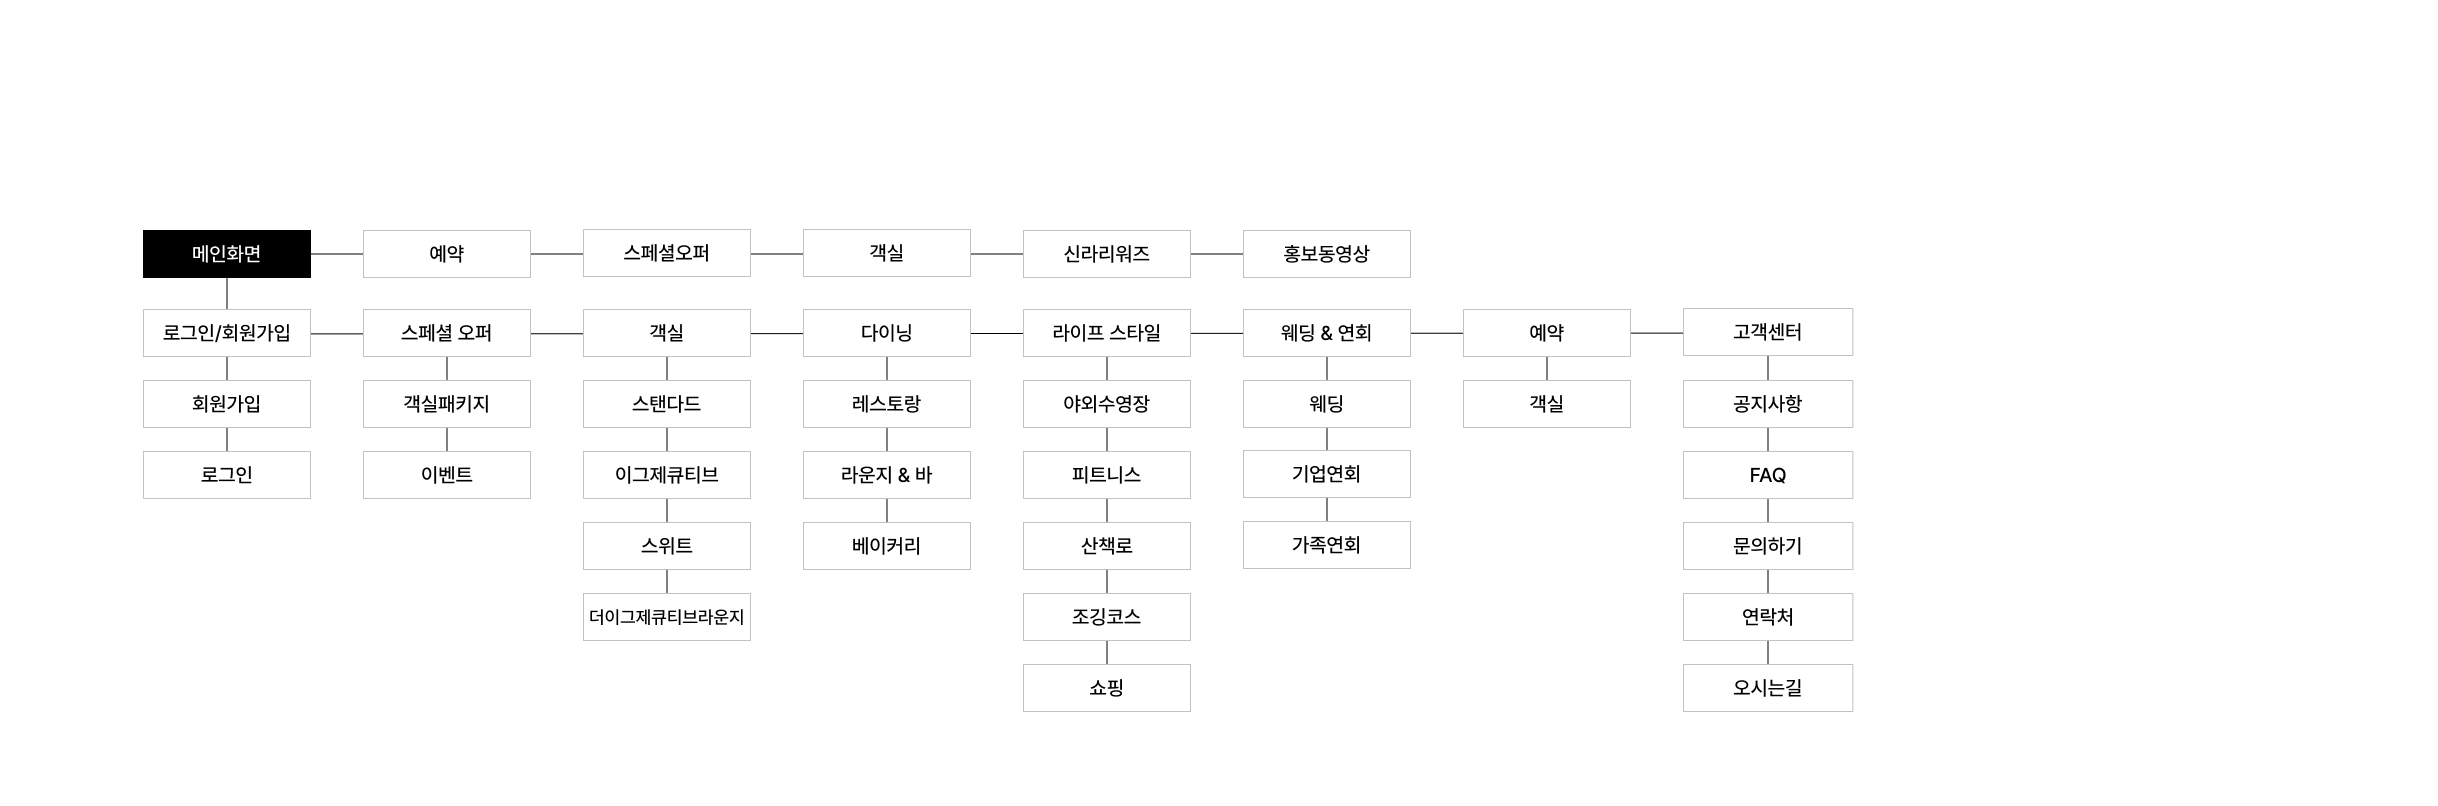 메인화면
예약
스페셜오퍼
객실
신라리워즈
홍보동영상
로그인/회원가입
스페셜 오퍼
객실
다이닝
라이프 스타일
웨딩 & 연회
예약
고객센터
회원가입
객실패키지
스탠다드
레스토랑
야외수영장
웨딩
객실
공지사항
로그인
이벤트
이그제큐티브
라운지 & 바
피트니스
기업연회
FAQ
스위트
베이커리
산책로
가족연회
문의하기
더이그제큐티브라운지
조깅코스
연락처
쇼핑
오시는길